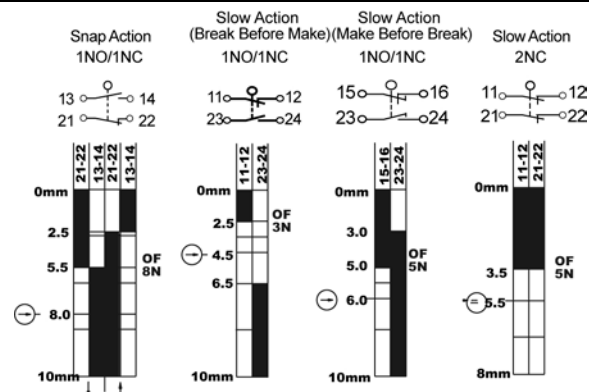 Snap Action
1NO/1NC
13 14
21 22
21-22
13-14
21-22
13-14
0mm
2.5
5.5
8.0
10mm
OF
8N
Slow Action
(Break Before Make)
1NO/1NC
11 12
23 24
11-12
23-24
0mm
2.5
4.5
6.5
10mm
OF
3N
Slow Action
(Make Before Break)
1NO/1NC
15 16
23 24
15-16
23-24
0mm
3.0
5.0
6.0
10mm
OF
5N
Slow Action
2NC
11 12
21 22
11-12
21-22
0mm
3.5
5.5
8mm
OF
5N